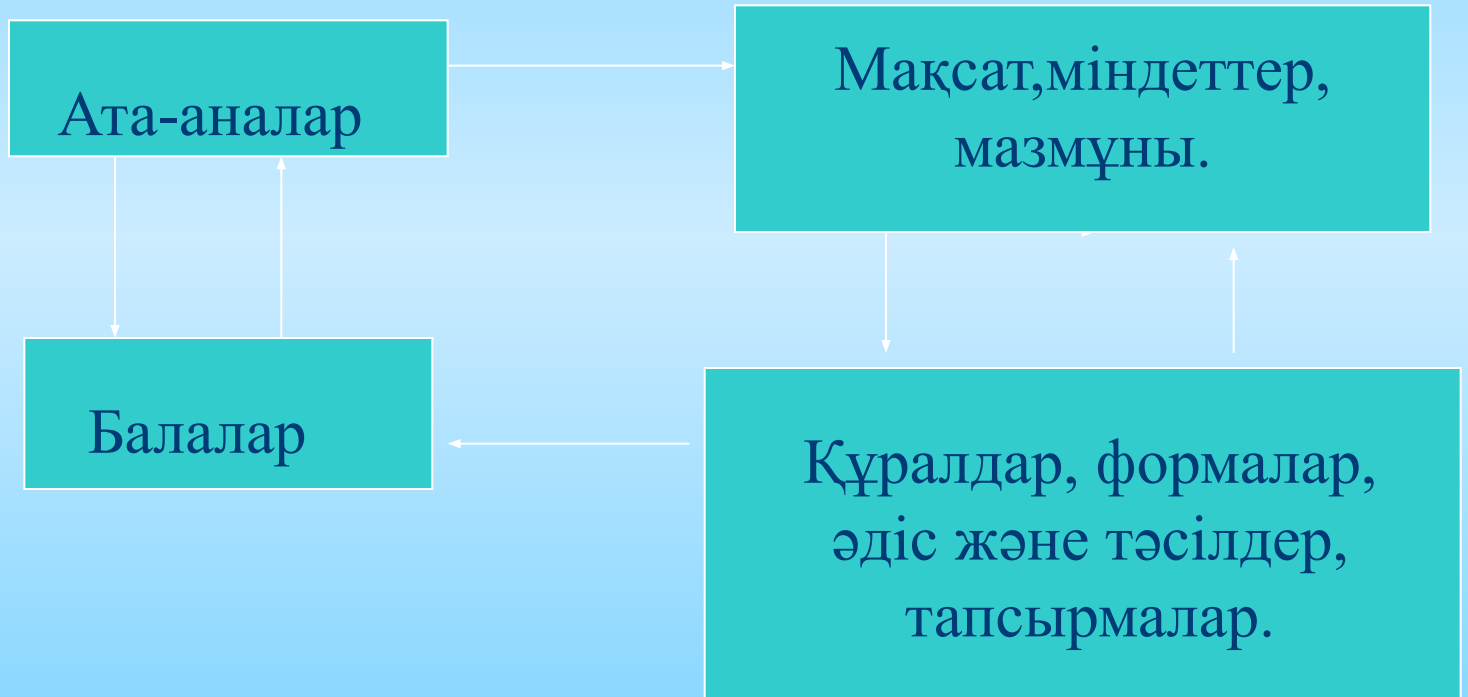 Ата-аналар
Мақсат,міндеттер,
мазмұны.
Балалар
Құралдар, формалар,
әдіс және тәсілдер,
тапсырмалар.